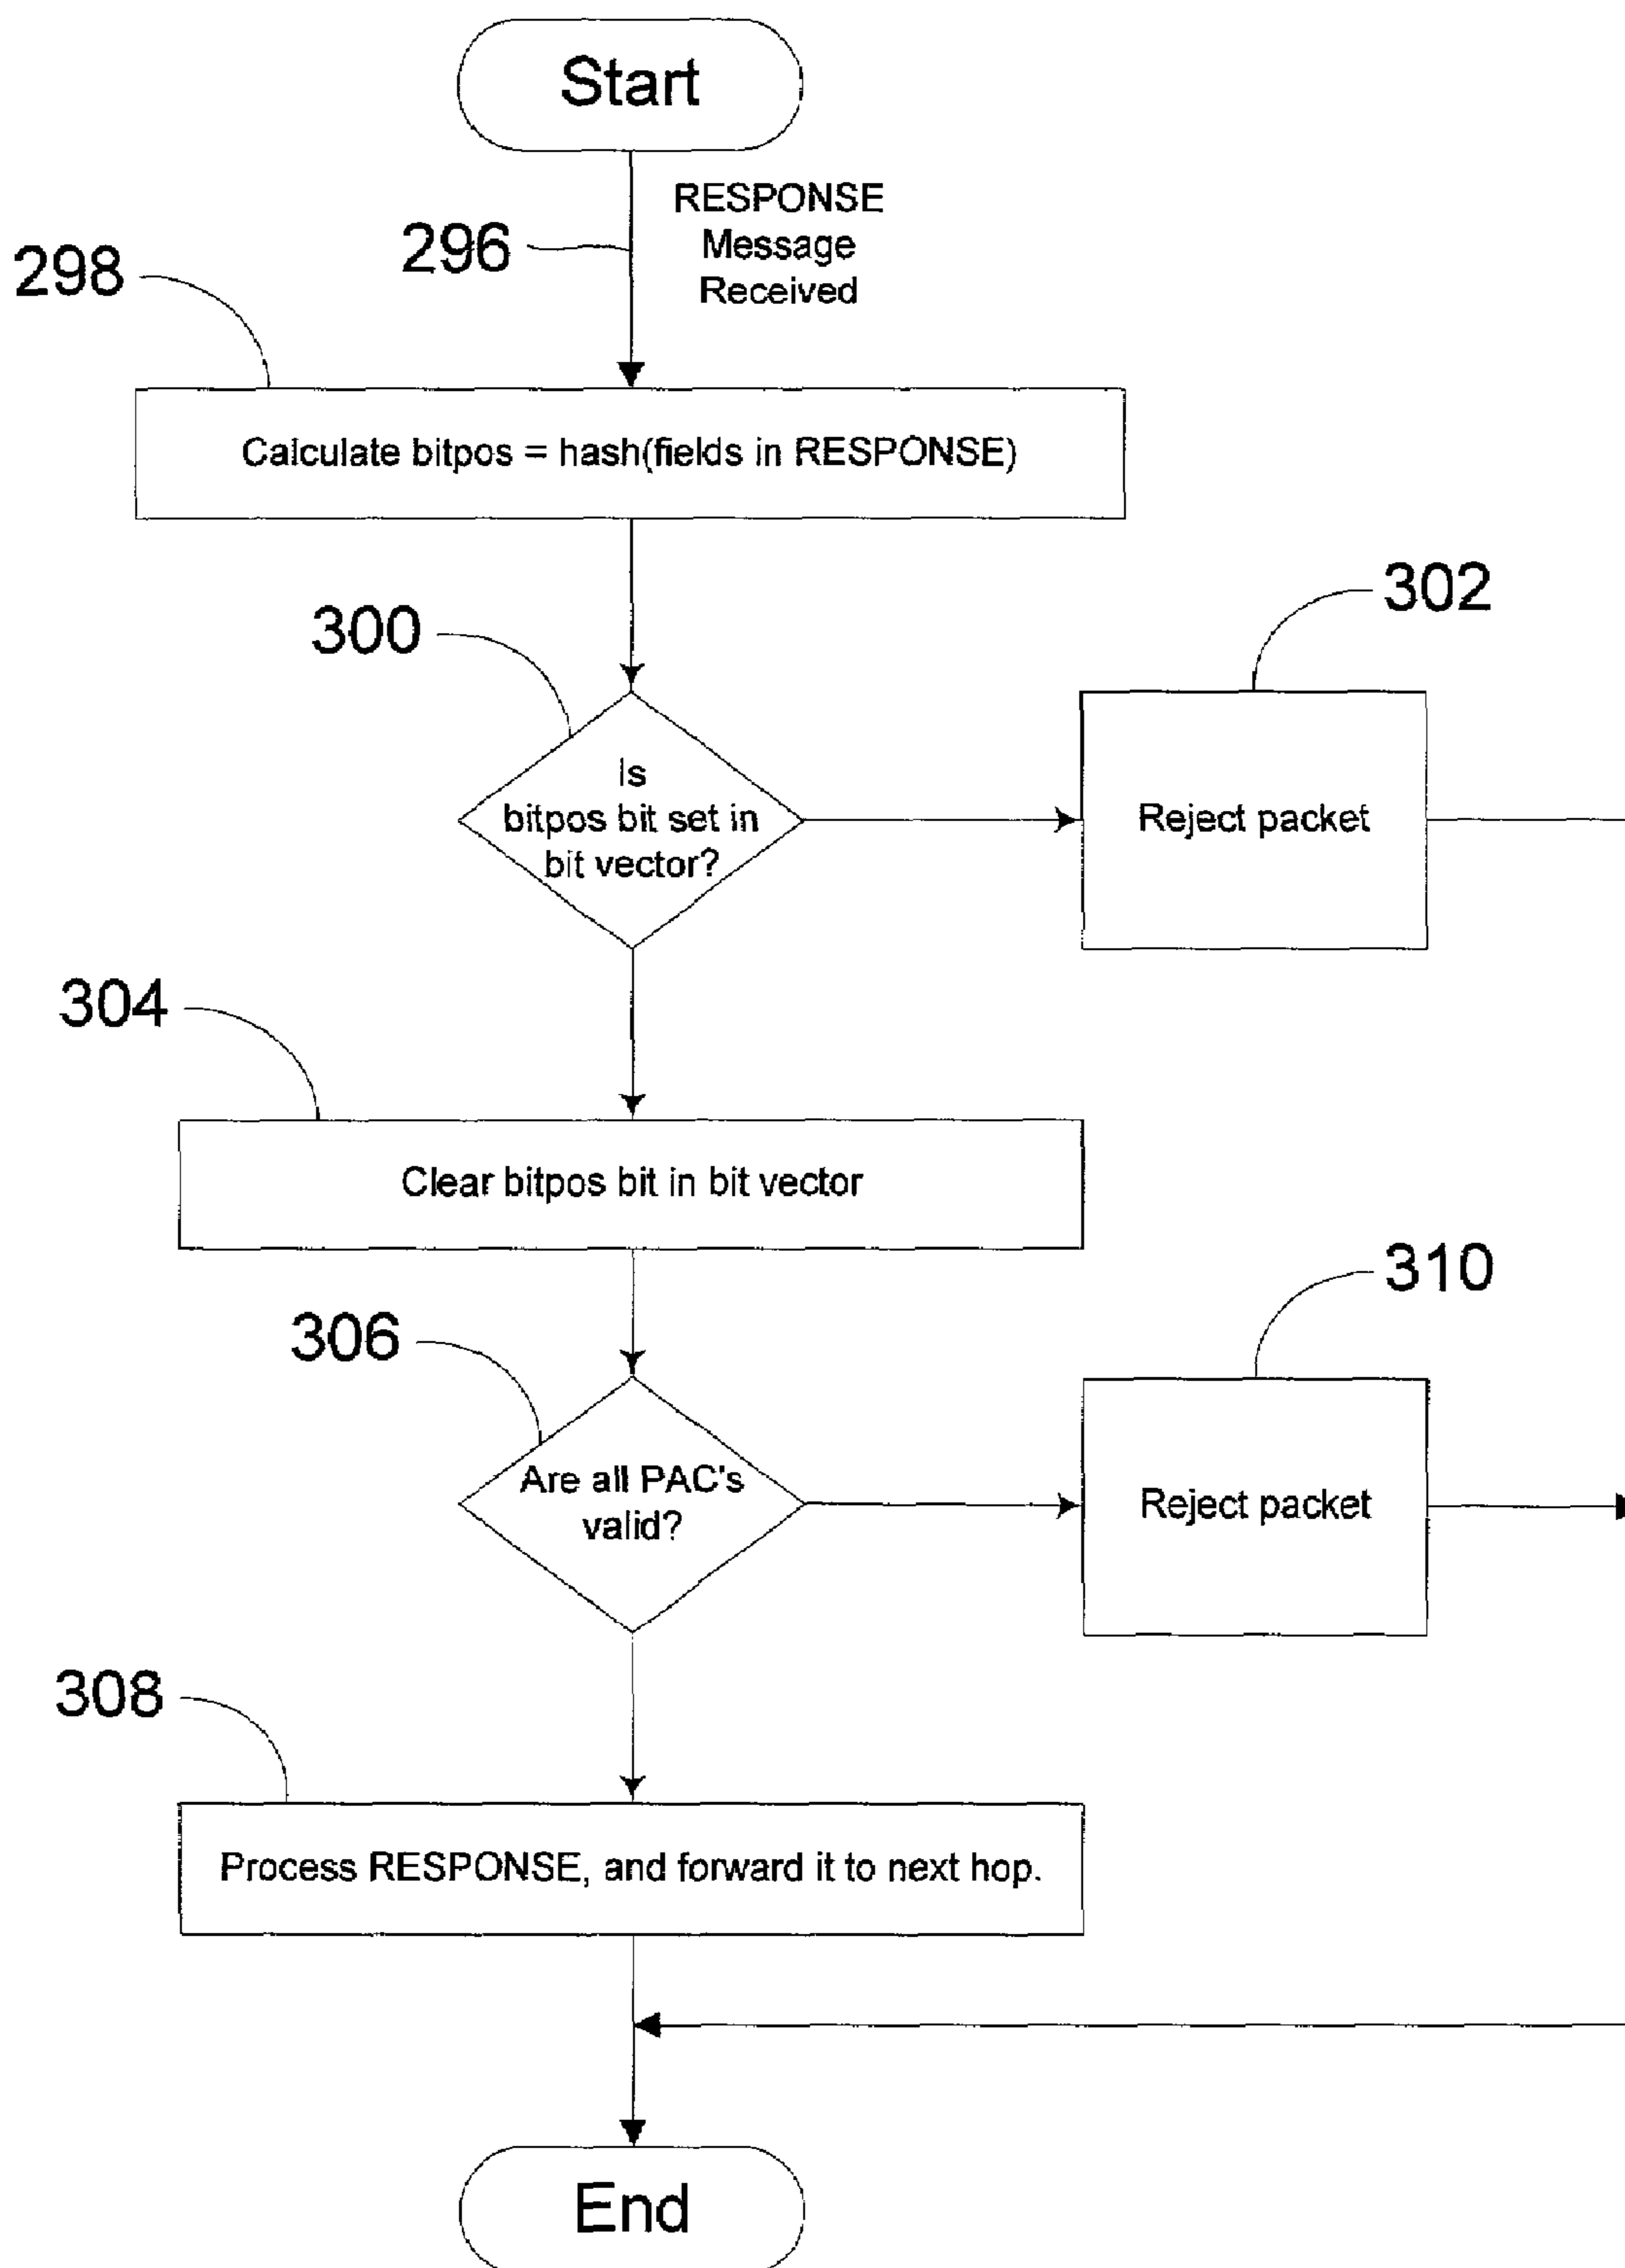 Start
RESPONSE
Message
Received
296
298
Calculate bitpos = hash(fields in RESPONSE)
302
300
Is
bitpos bit set in
bit vector?
Reject packet
304
Clear bitpos bit in bit vector
310
306
Are all PAC's
valid?
Reject packet
308
Process RESPONSE, and forward it to next hop.
End